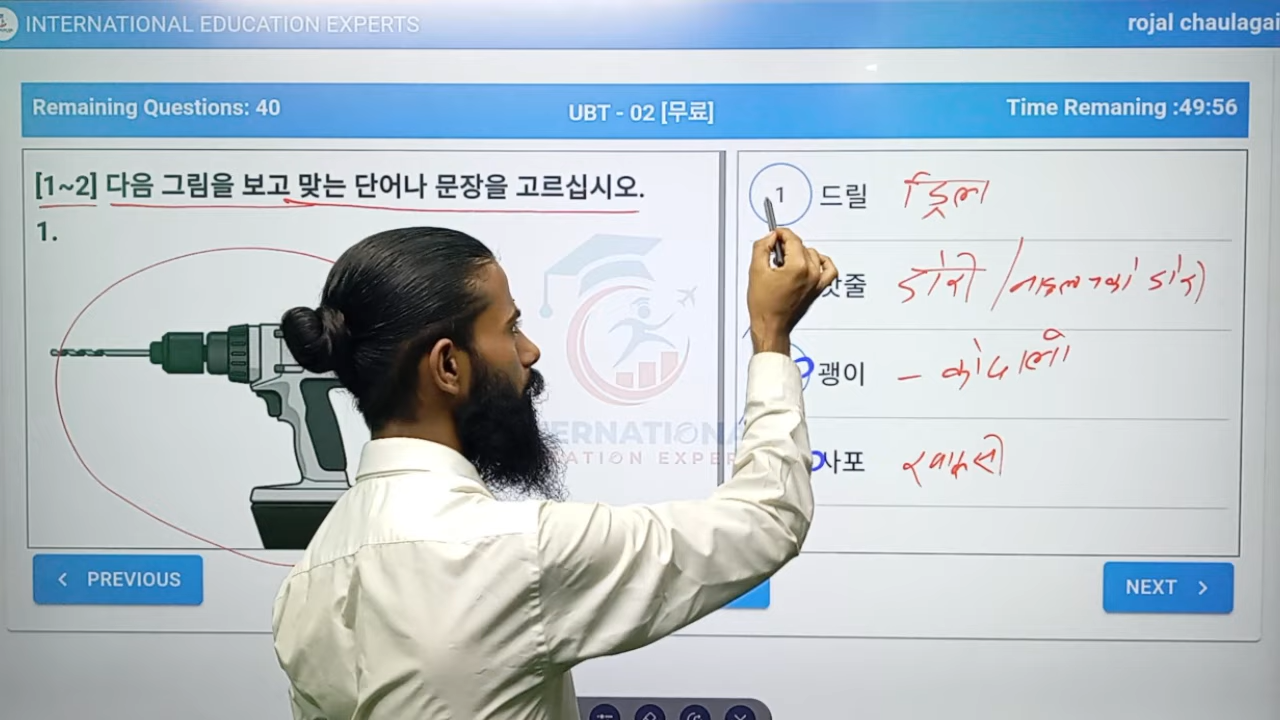 INTERNATIONAL EDUCATION EXPERTS
rojal chaulagai
Remaining Questions: 40
UBT - 02 [무료]
Time Remaning :49:56
[1~2] 다음 그림을 보고 맞는 단어나 문장을 고르십시오.
1.
1 드릴 ड्रिल
줄 डोरी /
괭이 – कोदालो
사포
PREVIOUS
NEXT